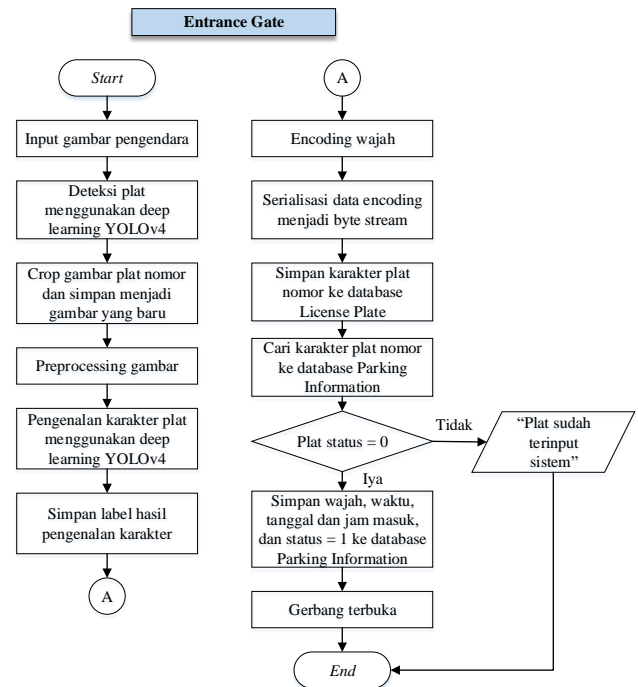 Entrance Gate
Start
Input gambar pengendara
Deteksi plat
menggunakan deep
learning YOLOv4
Crop gambar plat nomor
dan simpan menjadi
gambar yang baru
Preprocessing gambar
Pengenalan karakter plat
menggunakan deep
learning YOLOv4
Simpan label hasil
pengenalan karakter
A
A
Encoding wajah
Serialisasi data encoding
menjadi byte stream
Simpan karakter plat
nomor ke database
License Plate
Cari karakter plat nomor
ke database Parking
Information
Plat status = 0
Tidak
“Plat sudah
terinput
sistem”
Iya
Simpan wajah, waktu,
tanggal dan jam masuk,
dan status = 1 ke database
Parking Information
Gerbang terbuka
End